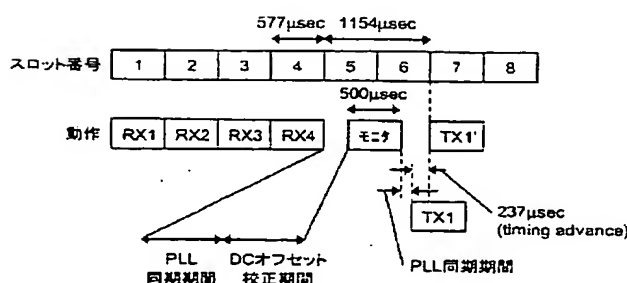 577μsec 1154μsec
スロット番号 1 2 3 4 5 6 7 8
500μsec
動作 RX1 RX2 RX3 RX4 モニタ TX1'
TX1
237μsec
(timing advance)
PLL
同期期間
DCオフセット
校正期間
PLL同期期間